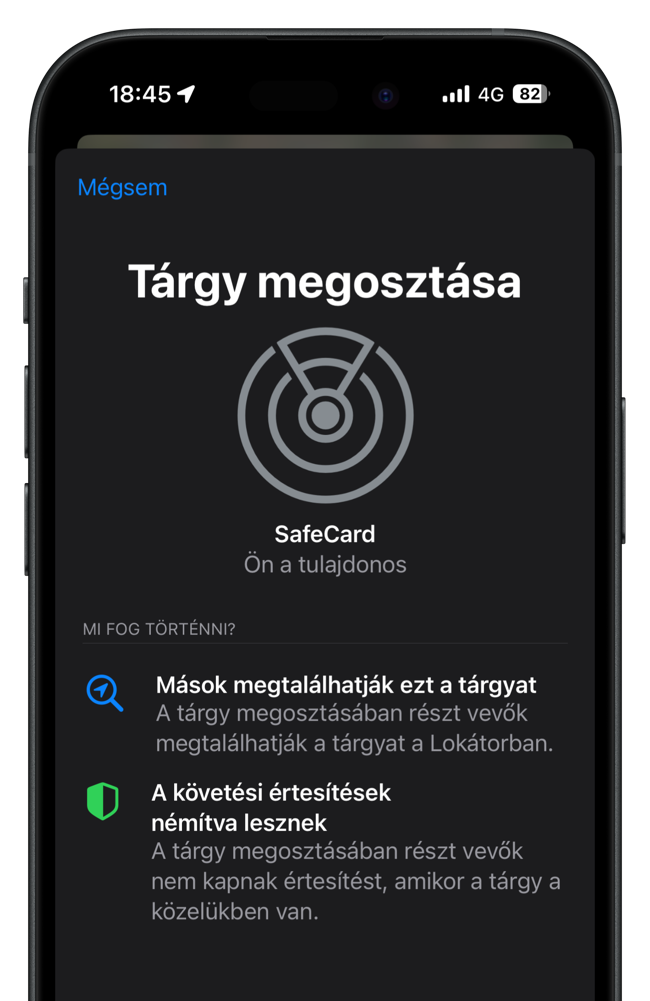 18:45 4G 82
Mégsem
Tárgy megosztása
SafeCard
Ön a tulajdonos
MI FOG TÖRTÉNNI?
Mások megtalálhatják ezt a tárgyat
A tárgy megosztásában részt vevők
megtalálhatják a tárgyat a Lokátorban.
A követési értesítések
némítva lesznek
A tárgy megosztásában részt vevők
nem kapnak értesítést, amikor a tárgy a
közelükben van.